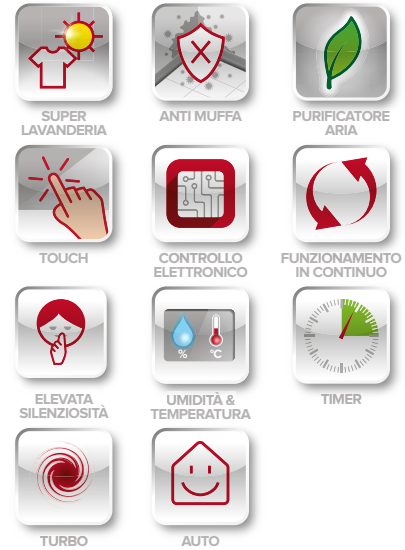 SUPER
LAVANDERIA
ANTI MUFFA
PURIFICATORE
ARIA
TOUCH
CONTROLLO
ELETTRONICO
FUNZIONAMENTO
IN CONTINUO
% °C
ELEVATA
SILENZIOSITÀ
UMIDITÀ &
TEMPERATURA
TIMER
TURBO
AUTO